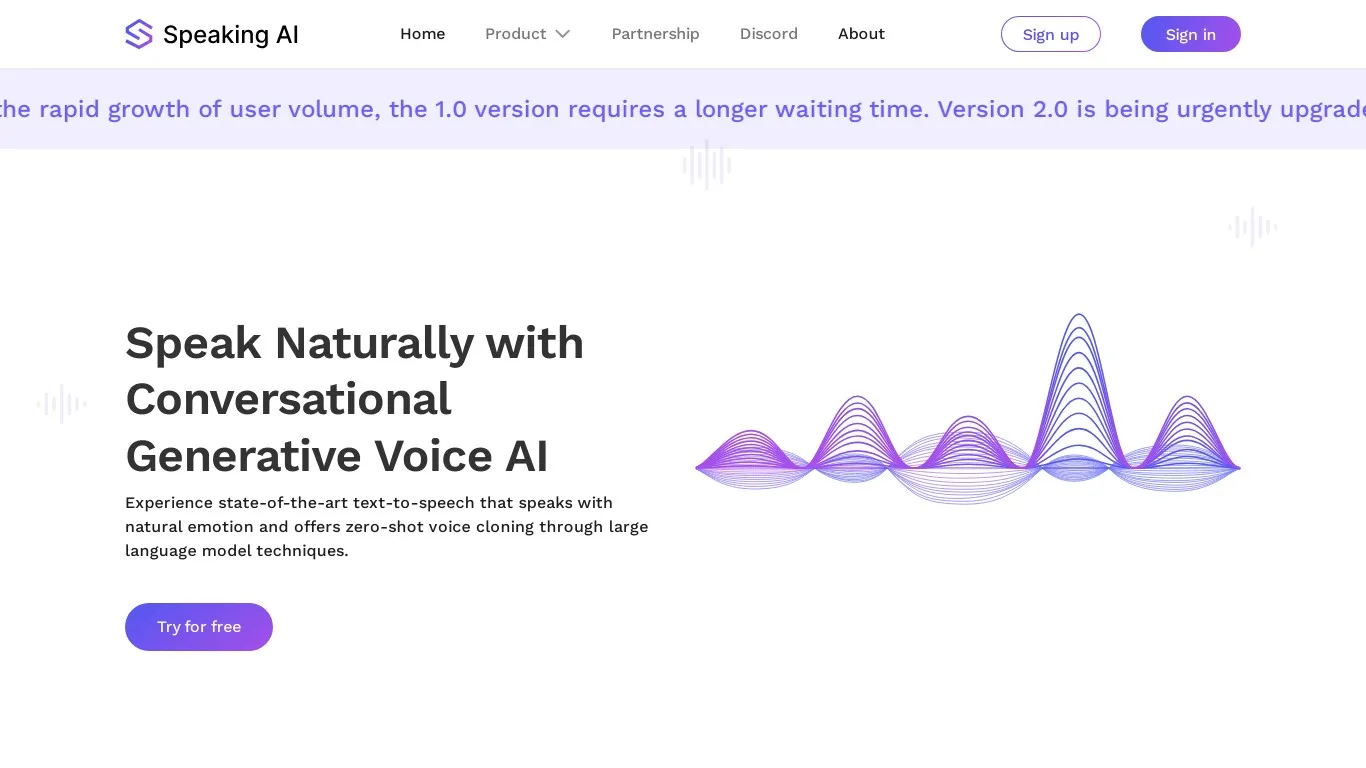 Speaking AI
Home
Product
Partnership
Discord
About
Sign up
Sign in
the rapid growth of user volume, the 1.0 version requires a longer waiting time. Version 2.0 is being urgently upgrade
Speak Naturally with
Conversational
Generative Voice AI
Experience state-of-the-art text-to-speech that speaks with
natural emotion and offers zero-shot voice cloning through large
language model techniques.
Try for free